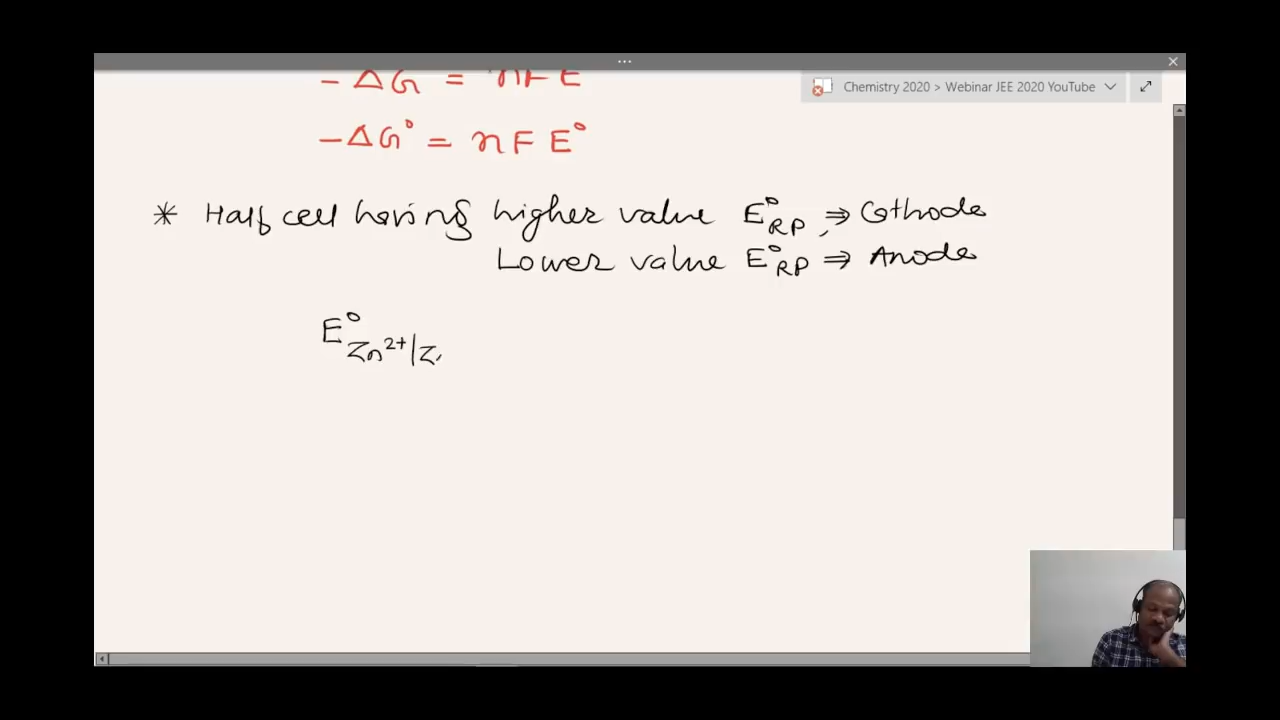 -ΔG = nFE
Chemistry 2020 > Webinar JEE 2020 YouTube
-ΔG° = nFE°
* Half cell having higher value E°RP, ⇒ Cathode
Lower value E°RP ⇒ Anode
E°Zn²⁺|Z